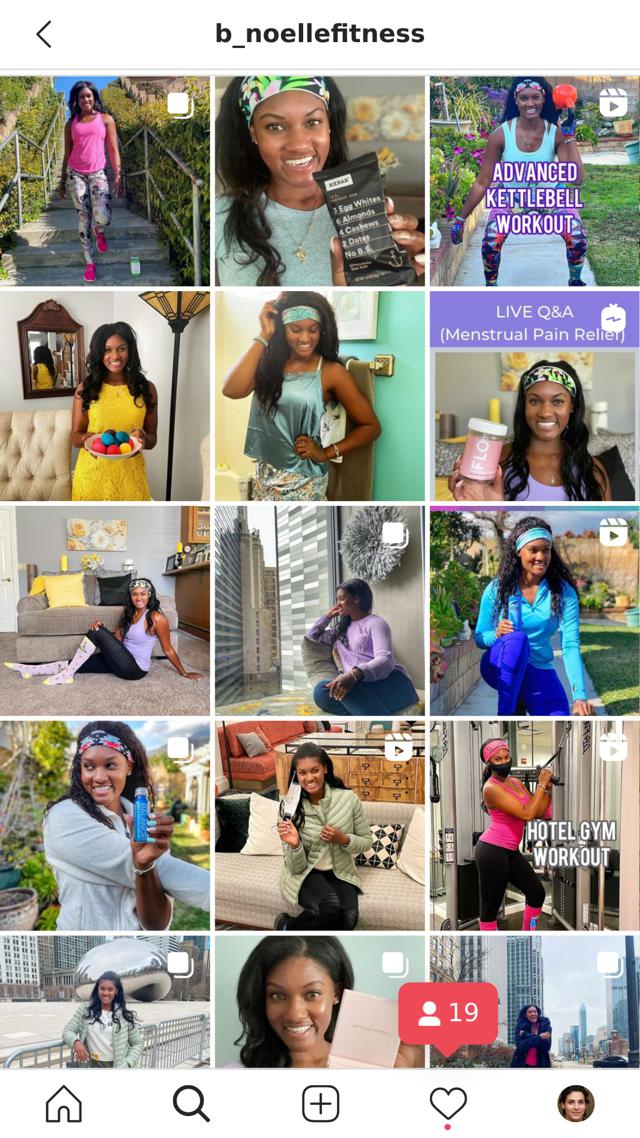 b_noellefitness
RXBAR
3 Egg Whites
6 Almonds
4 Cashews
2 Dates
No B.S.
ADVANCED
KETTLEBELL
WORKOUT
LIVE Q&A
(Menstrual Pain Relief)
FLO
BALANCE
HOTEL GYM
WORKOUT
19